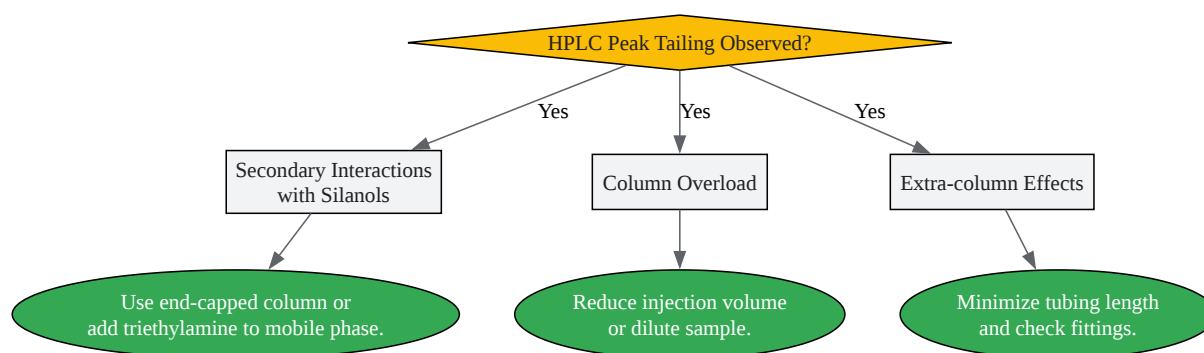 HPLC Peak Tailing Observed?
Yes
Yes
Yes
Secondary Interactions
with Silanols
Column Overload
Extra-column Effects
Use end-capped column or
add triethylamine to mobile phase.
Reduce injection volume
or dilute sample.
Minimize tubing length
and check fittings.